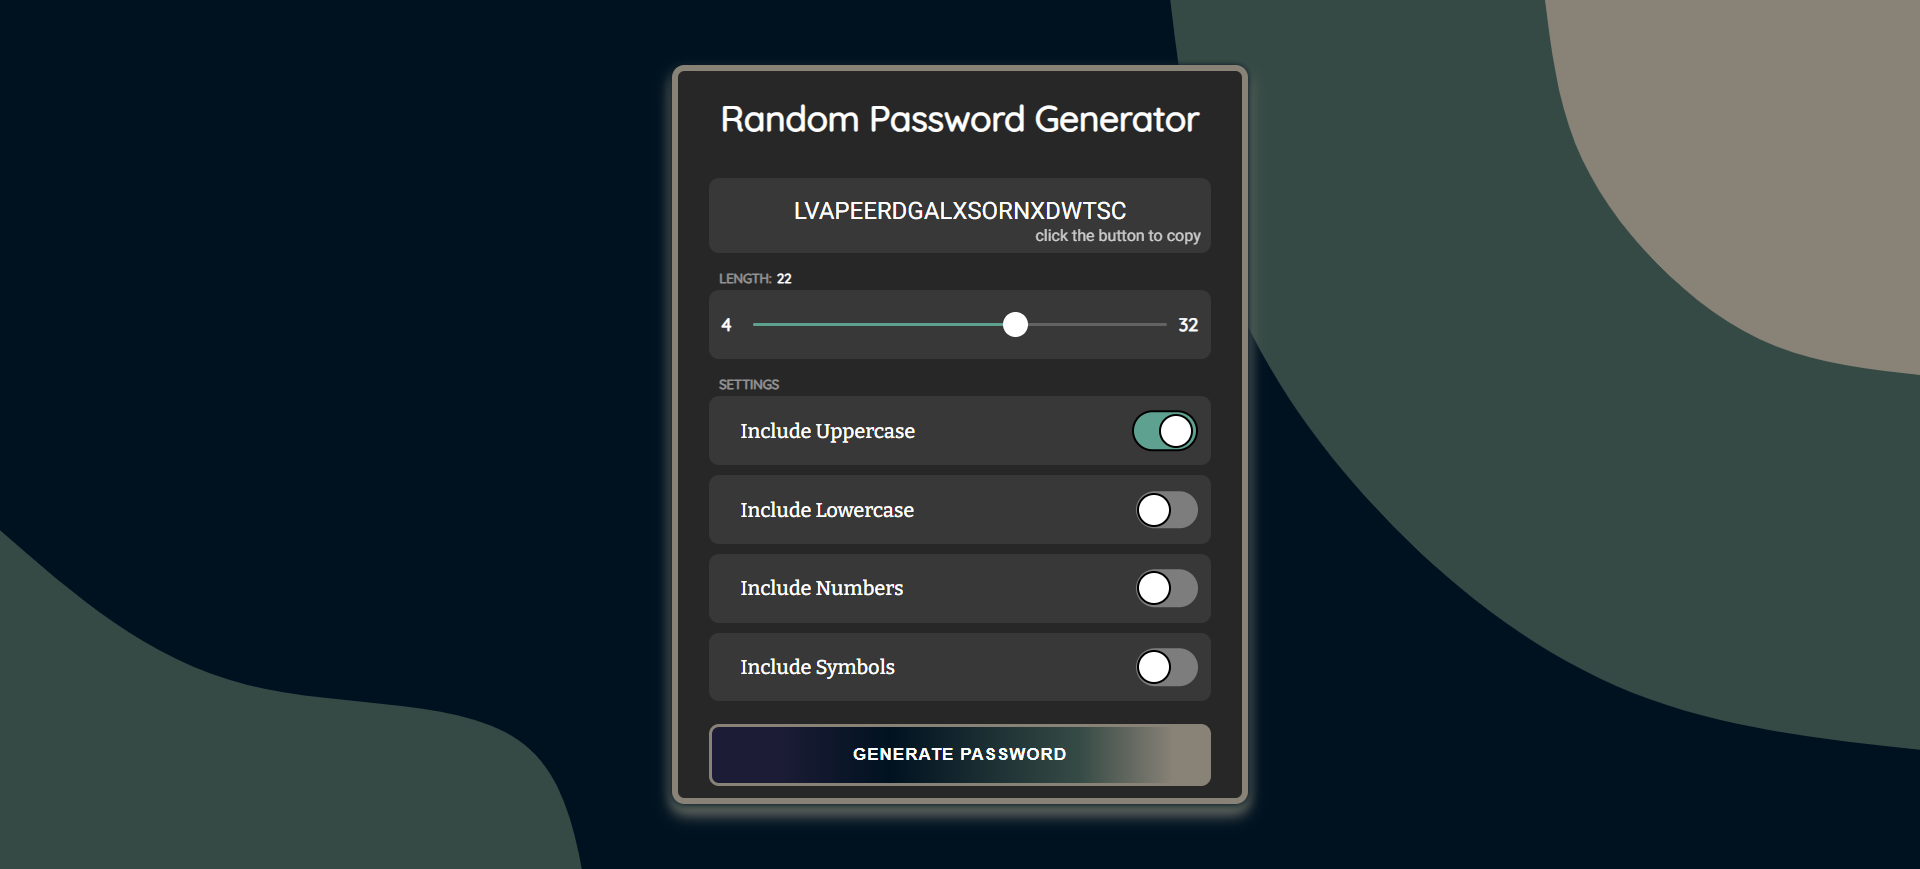 Random Password Generator
LVAPEERDGALXSORNXDWTSC
click the button to copy
LENGTH: 22
4 32
SETTINGS
Include Uppercase
Include Lowercase
Include Numbers
Include Symbols
GENERATE PASSWORD